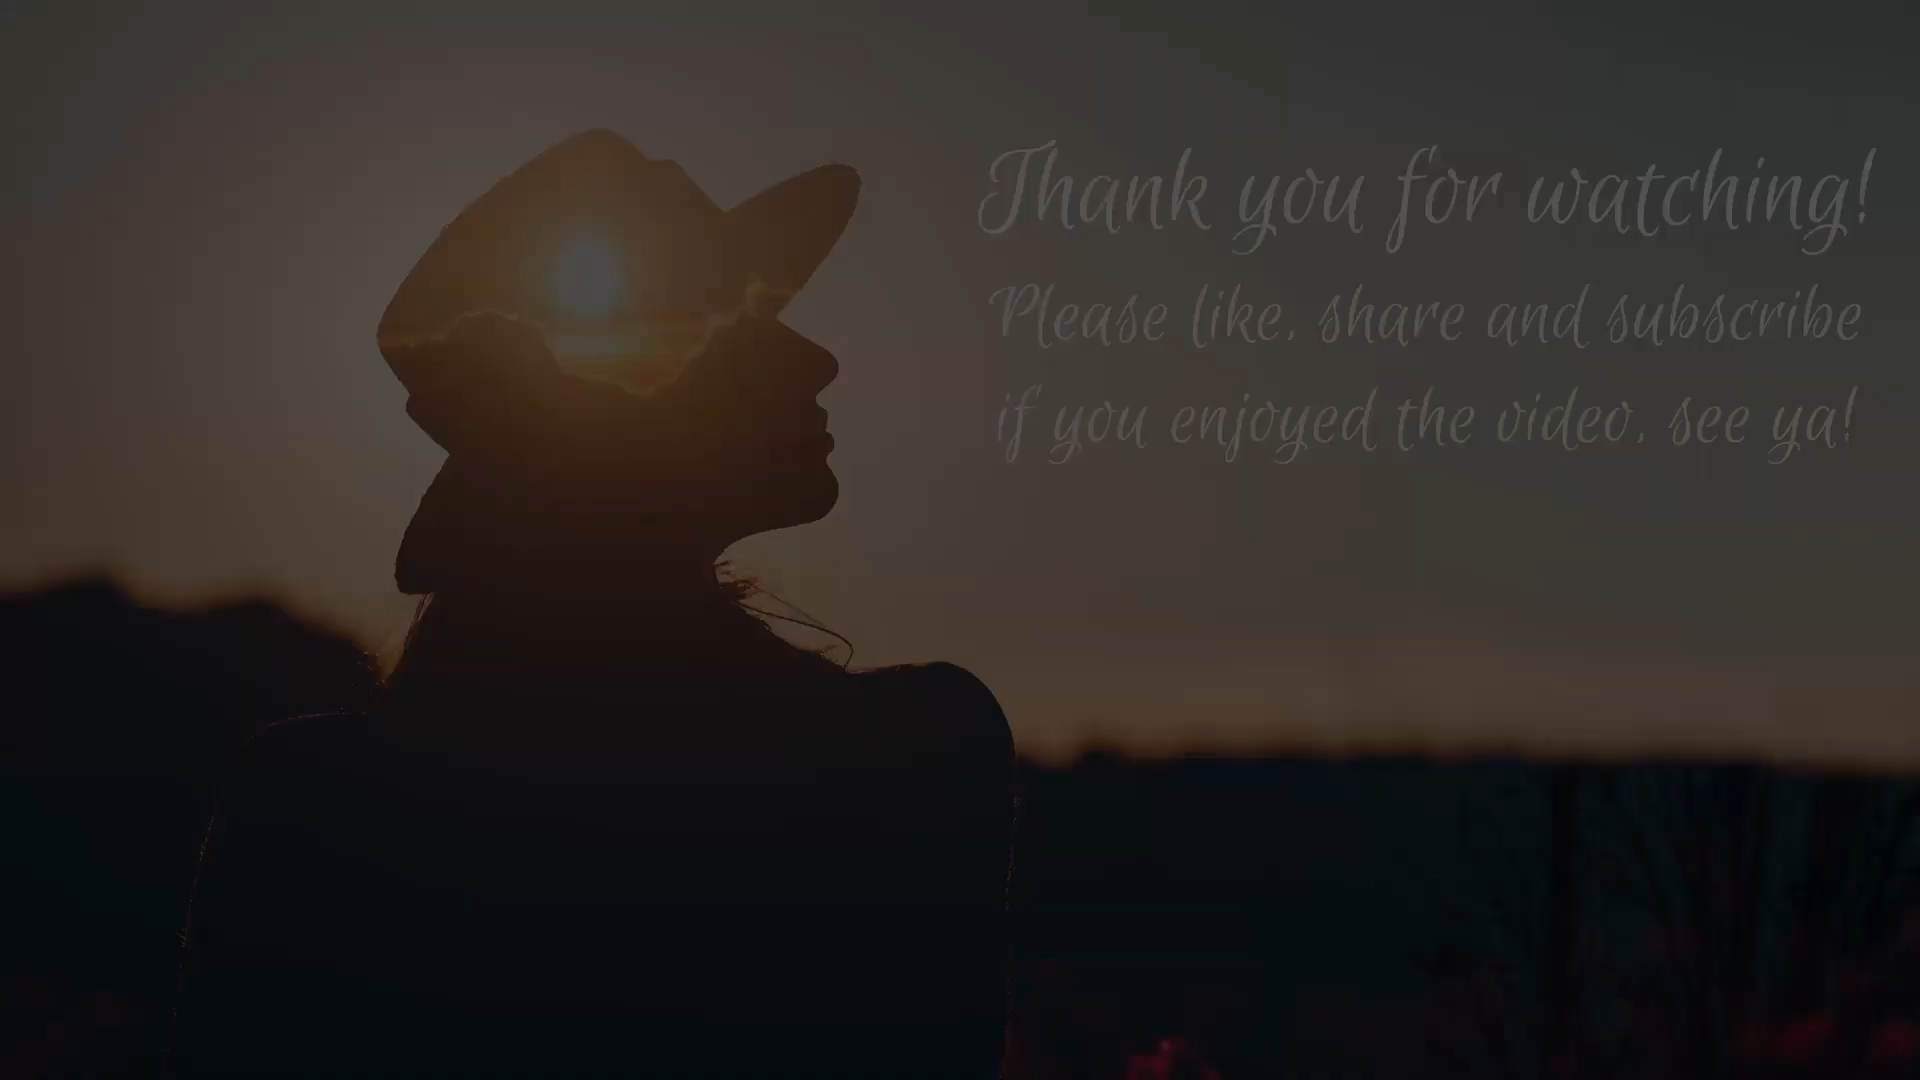 Thank you for watching!
Please like, share and subscribe
if you enjoyed the video, see ya!